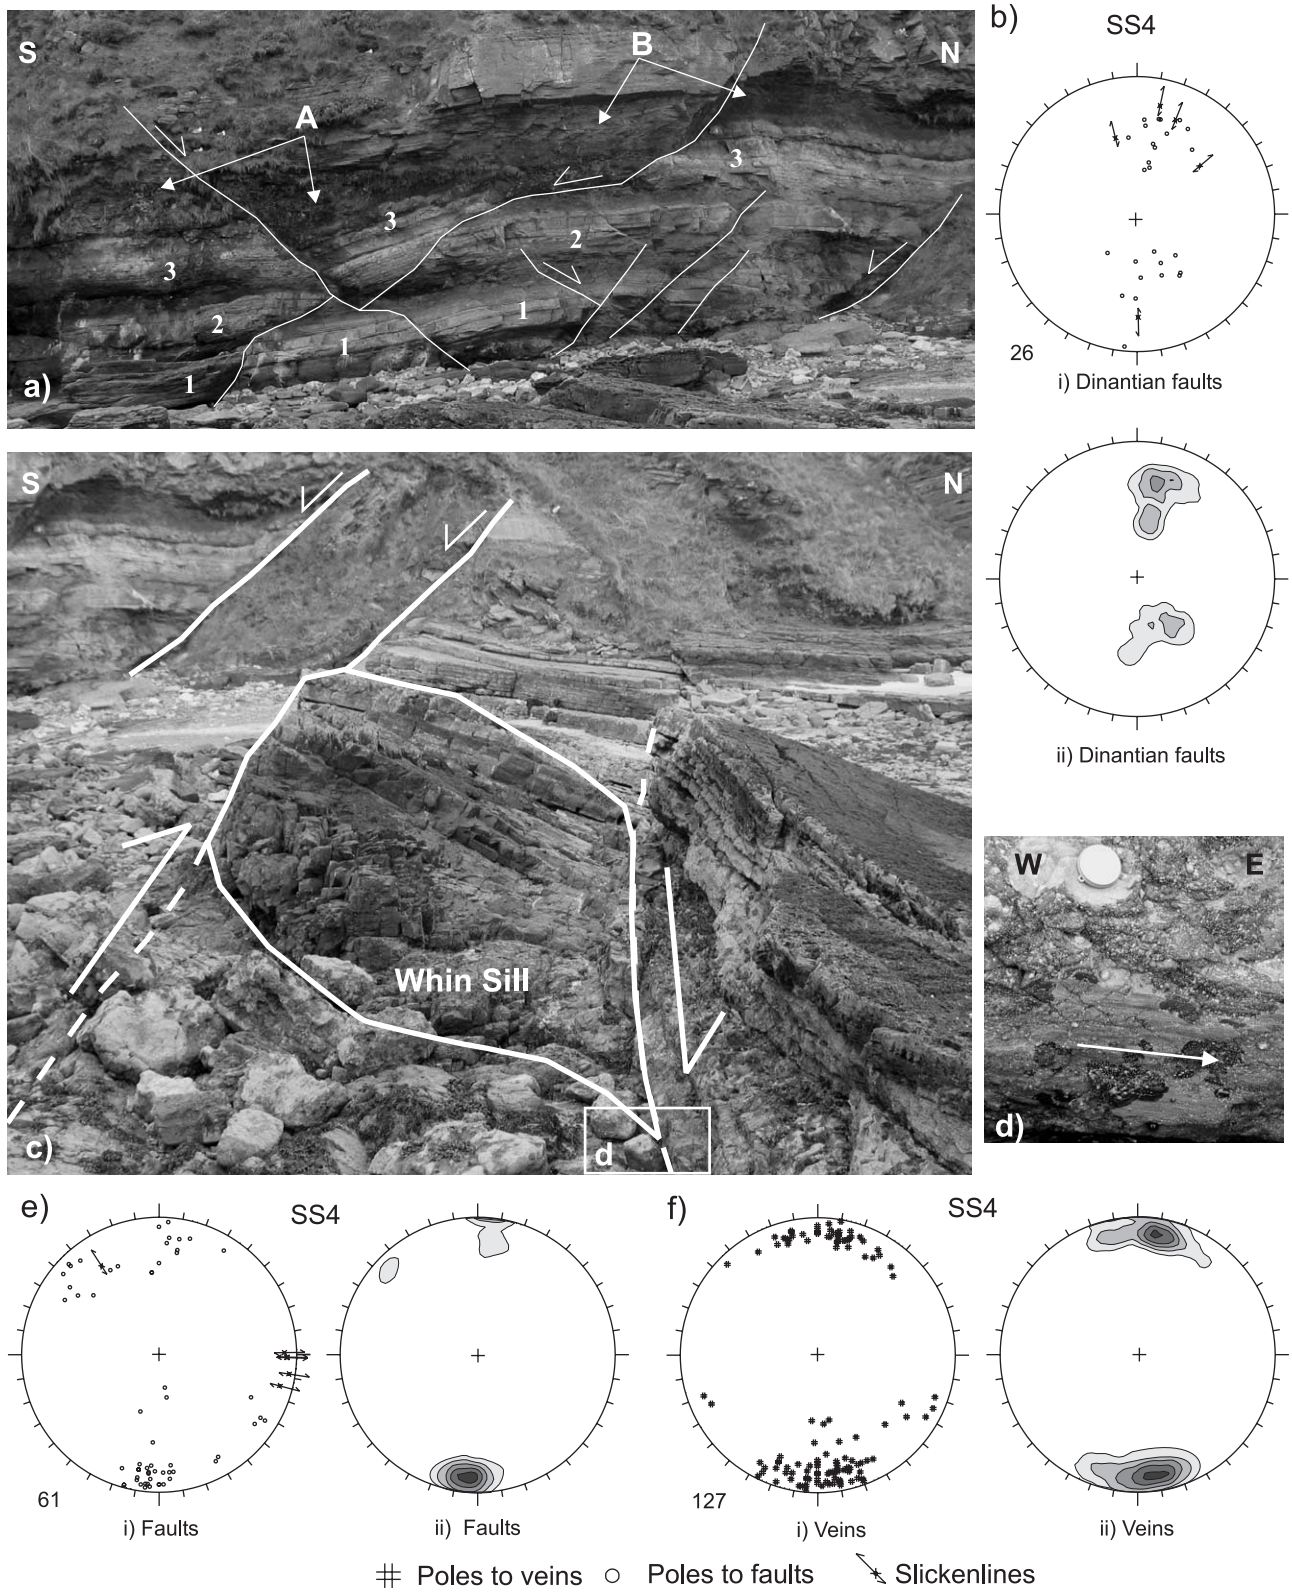 S
A
B
N
3
3
3
2
2
1
1
1
a)
b)
SS4
26
i) Dinantian faults
ii) Dinantian faults
S
N
Whin Sill
c)
d
W
E
d)
e)
SS4
61
i) Faults
ii) Faults
f)
SS4
127
i) Veins
ii) Veins
Poles to veins
Poles to faults
Slickenlines